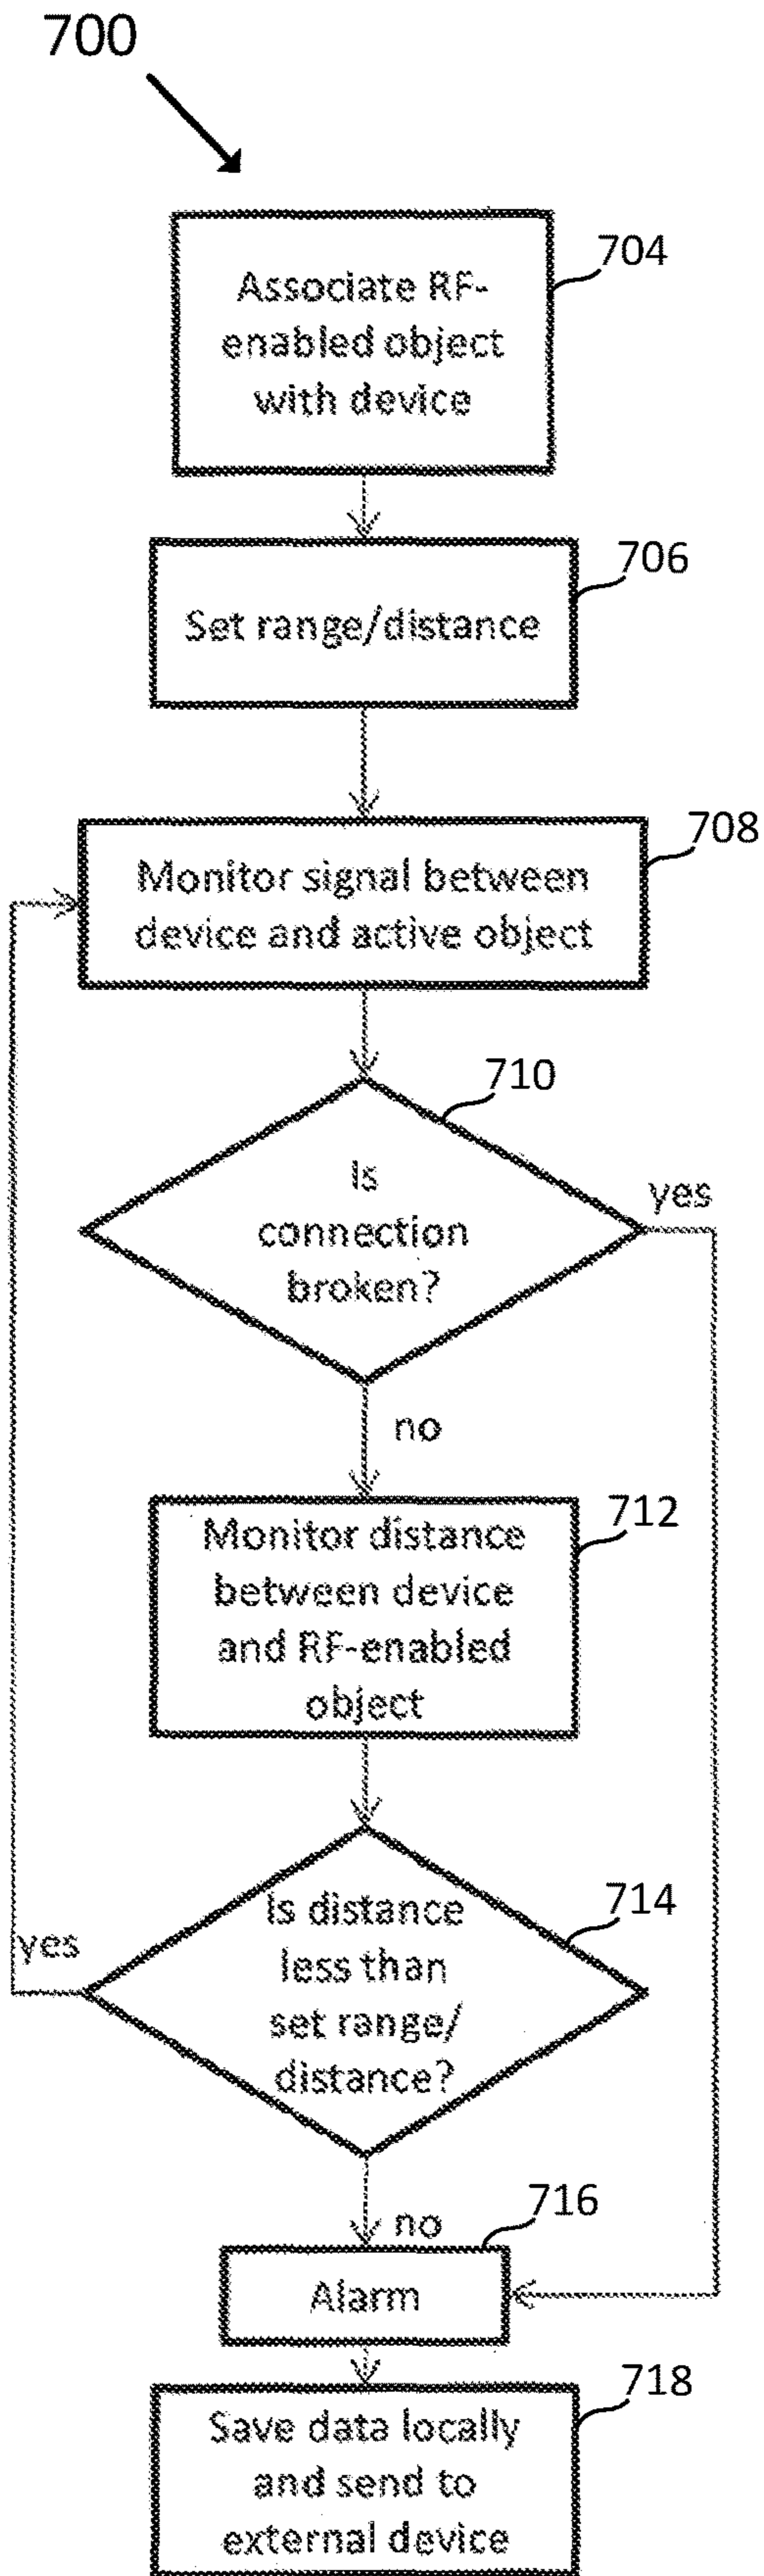 700
704
Associate RF-
enabled object
with device
706
Set range/distance
708
Monitor signal between
device and active object
710
Is
connection
broken?
yes
no
712
Monitor distance
between device
and RF-enabled
object
714
Is distance
less than
set range/
distance?
yes
no
716
Alarm
718
Save data locally
and send to
external device